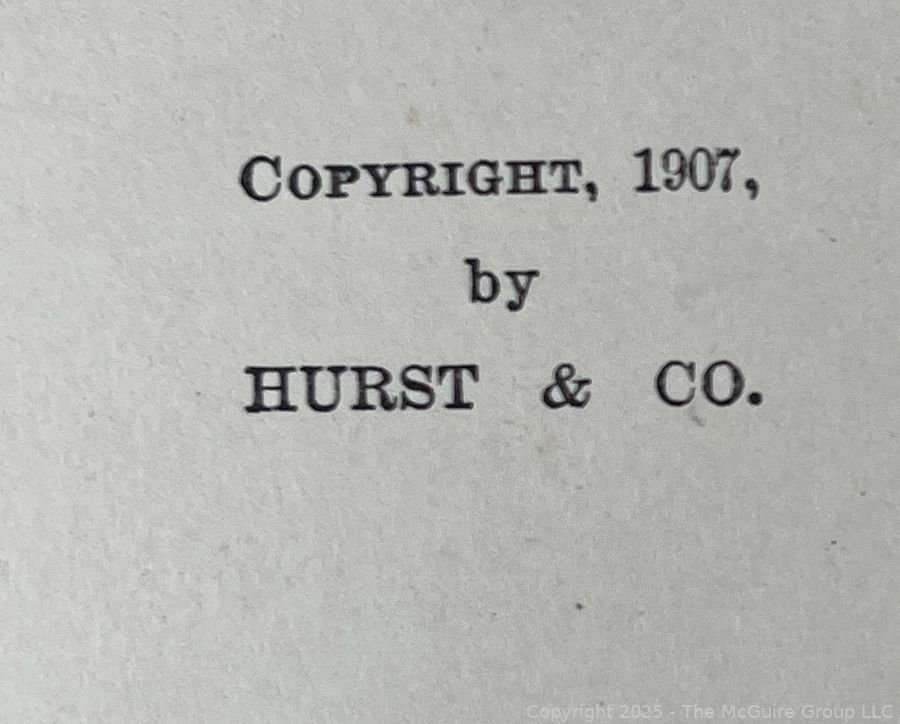 Copyright, 1907,
by
HURST & CO.
Copyright 2025 - The McGuire Group LLC